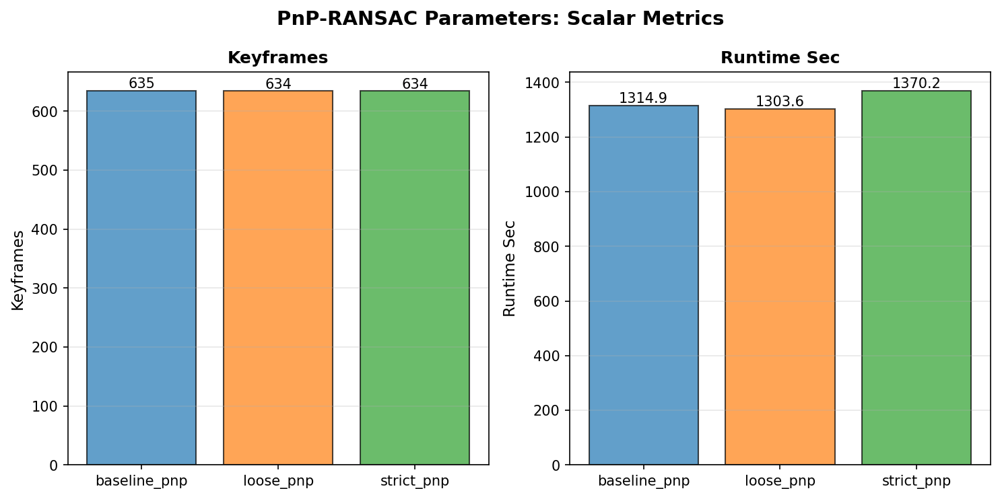 PnP-RANSAC Parameters: Scalar Metrics
Keyframes
Keyframes
600
500
400
300
200
100
0
635
634
634
baseline_pnp
loose_pnp
strict_pnp
Runtime Sec
Runtime Sec
1400
1200
1000
800
600
400
200
0
1314.9
1303.6
1370.2
baseline_pnp
loose_pnp
strict_pnp